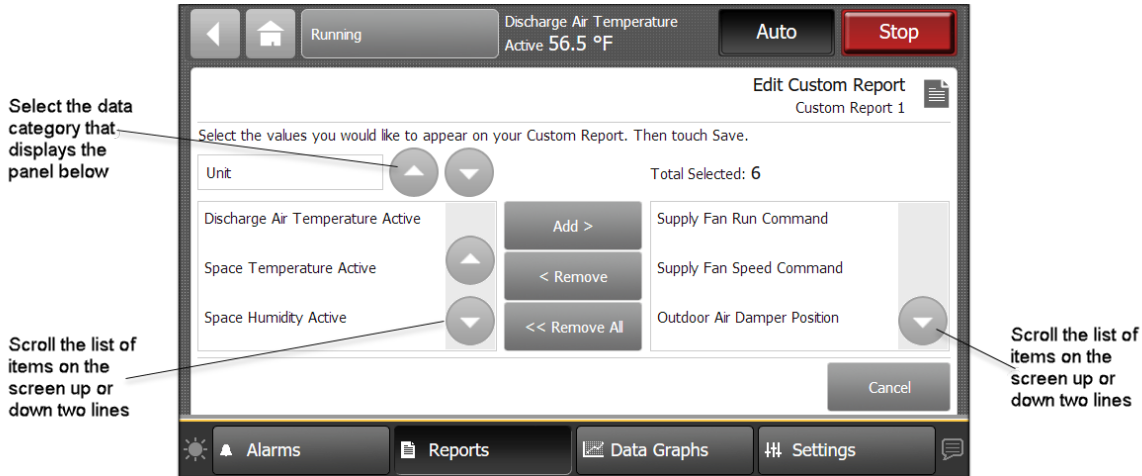 Running
Discharge Air Temperature
Active 56.5 °F
Auto
Stop
Edit Custom Report
Custom Report 1
Select the data
category that
displays the
panel below
Select the values you would like to appear on your Custom Report. Then touch Save.
Unit
Total Selected: 6
Discharge Air Temperature Active
Space Temperature Active
Space Humidity Active
Add >
< Remove
<< Remove All
Supply Fan Run Command
Supply Fan Speed Command
Outdoor Air Damper Position
Scroll the list of
items on the
screen up or
down two lines
Scroll the list of
items on the
screen up or
down two lines
Cancel
Alarms
Reports
Data Graphs
Settings